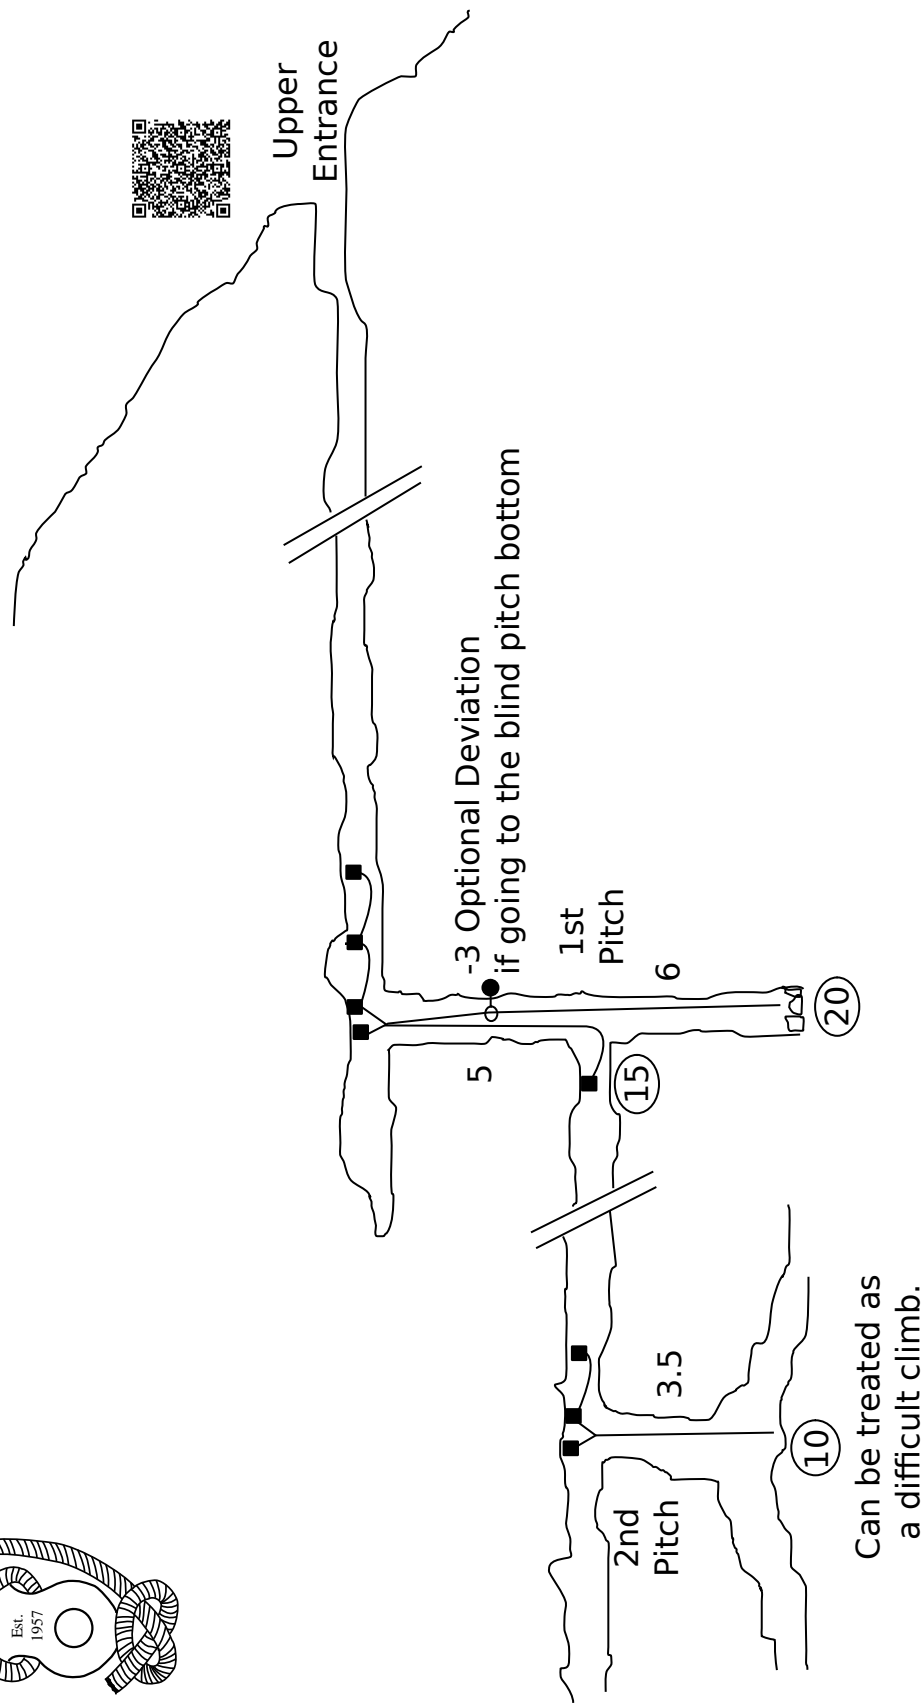 Upper
Entrance
-3 Optional Deviation
if going to the blind pitch bottom
1st
Pitch
5
6
20
15
3.5
2nd
Pitch
10
Can be treated as
a difficult climb.
Est.
1957